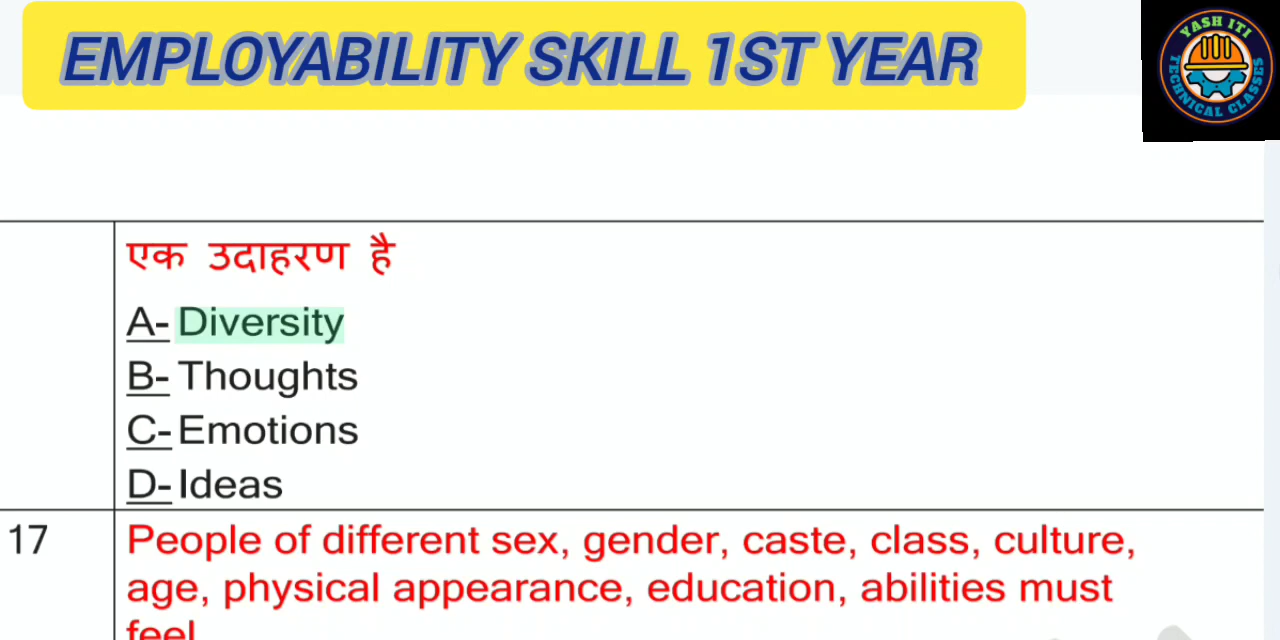 EMPLOYABILITY SKILL 1ST YEAR
YASH ITI
TECHNICAL CLASSES
एक उदाहरण है
A- Diversity
B- Thoughts
C- Emotions
D- Ideas
17 People of different sex, gender, caste, class, culture,
age, physical appearance, education, abilities must
feel